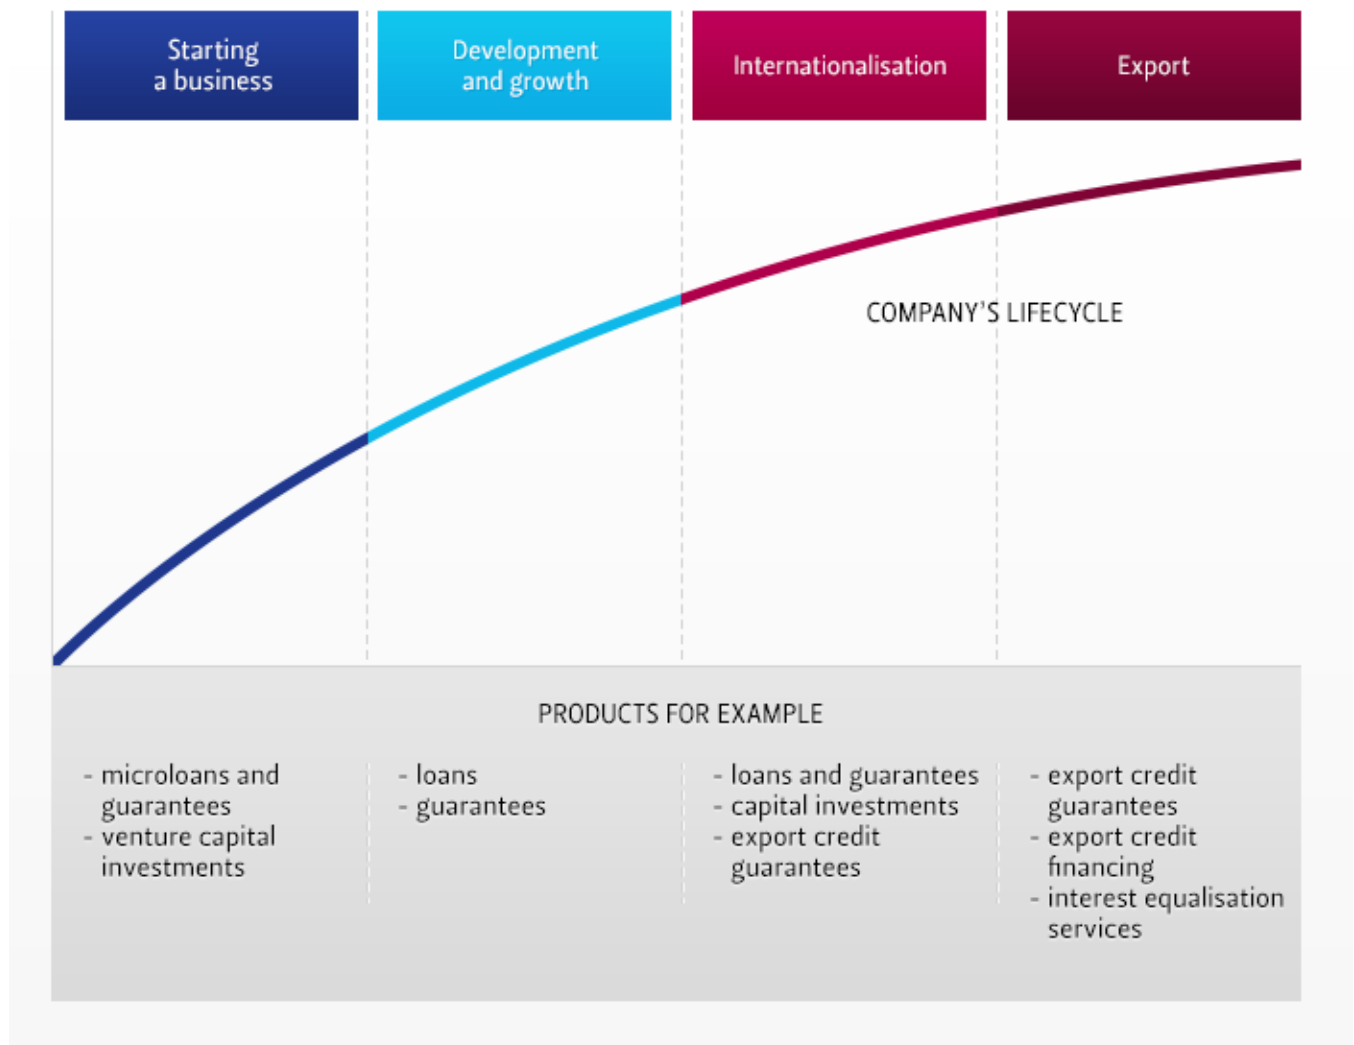 Starting
a business
Development
and growth
Internationalisation
Export
COMPANY'S LIFECYCLE
PRODUCTS FOR EXAMPLE
- microloans and
guarantees
- venture capital
investments
- loans
- guarantees
- loans and guarantees
- capital investments
- export credit
guarantees
- export credit
guarantees
- export credit
financing
- interest equalisation
services